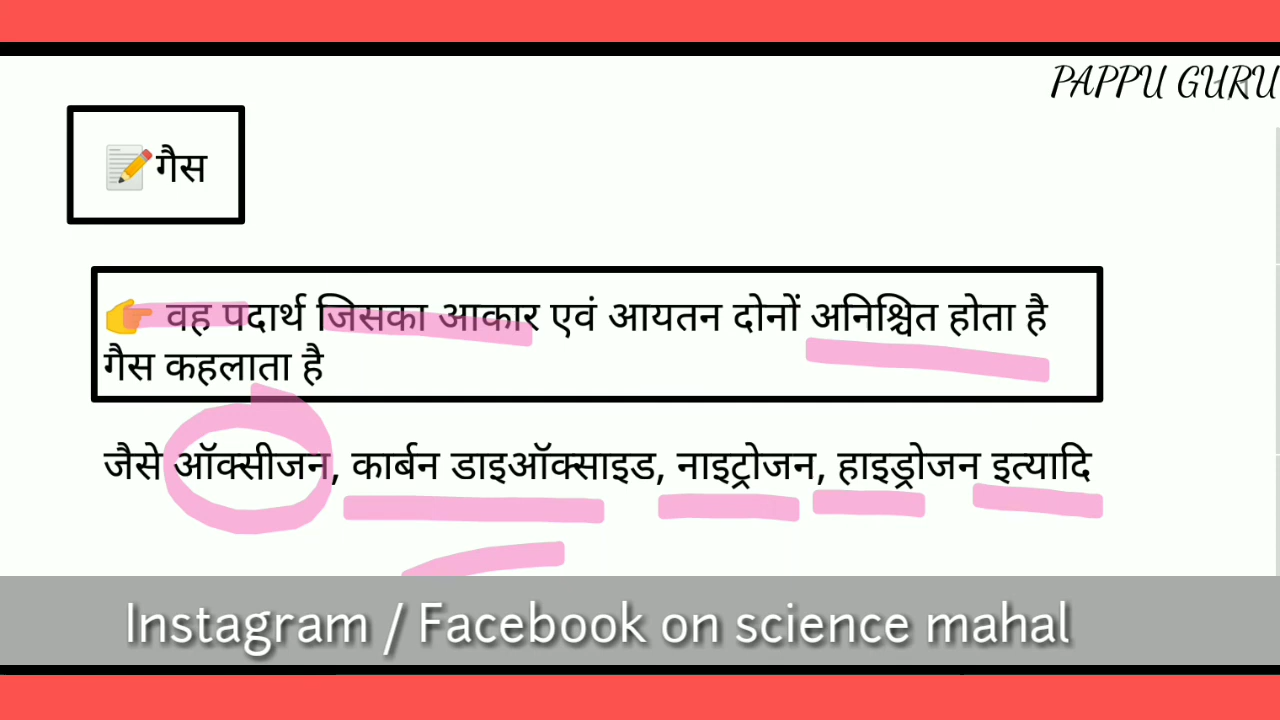 PAPPU GURU
📝गैस
👉 वह पदार्थ जिसका आकार एवं आयतन दोनों अनिश्चित होता है
गैस कहलाता है
जैसे ऑक्सीजन, कार्बन डाइऑक्साइड, नाइट्रोजन, हाइड्रोजन इत्यादि
Instagram / Facebook on science mahal